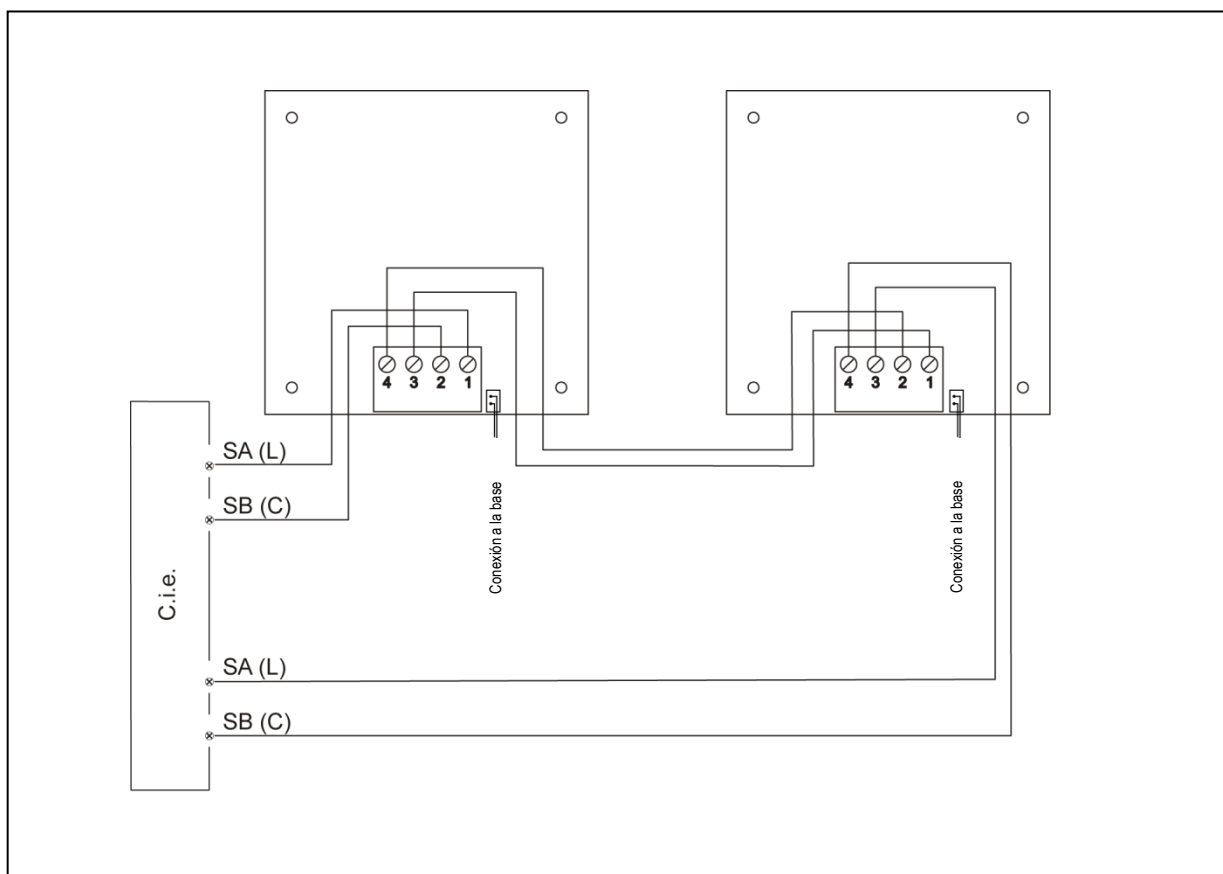 4 3 2 1
4 3 2 1
SA (L)
SB (C)
Conexión a la base
Conexión a la base
C.i.e.
SA (L)
SB (C)